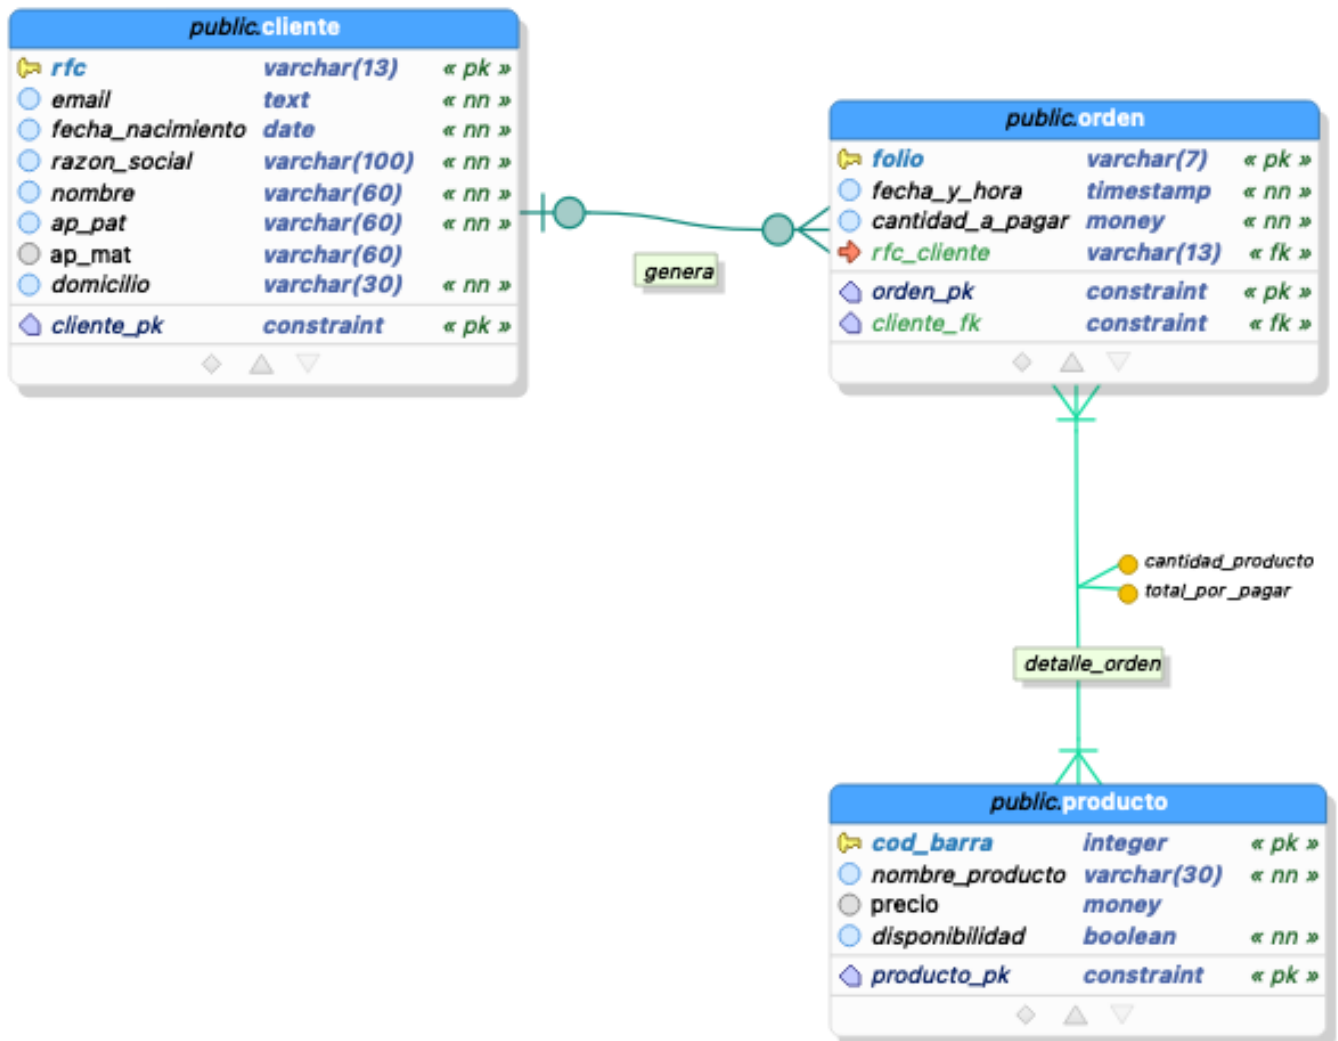 public.cliente
rfc varchar(13) « pk »
email text « nn »
fecha_nacimiento date « nn »
razon_social varchar(100) « nn »
nombre varchar(60) « nn »
ap_pat varchar(60) « nn »
ap_mat varchar(60)
domicilio varchar(30) « nn »
cliente_pk constraint « pk »
genera
public.orden
folio varchar(7) « pk »
fecha_y_hora timestamp « nn »
cantidad_a_pagar money « nn »
rfc_cliente varchar(13) « fk »
orden_pk constraint « pk »
cliente_fk constraint « fk »
cantidad_producto
total_por_pagar
detalle_orden
public.producto
cod_barra integer « pk »
nombre_producto varchar(30) « nn »
precio money
disponibilidad boolean « nn »
producto_pk constraint « pk »